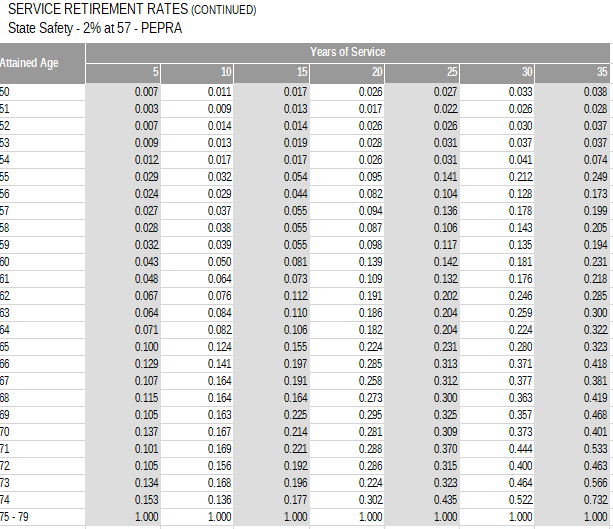 SERVICE RETIREMENT RATES (CONTINUED)
State Safety - 2% at 57 - PEPRA
Years of Service
Attained Age
5 10 15 20 25 30 35
50 0.007 0.011 0.017 0.026 0.027 0.033 0.038
51 0.003 0.009 0.013 0.017 0.022 0.026 0.028
52 0.007 0.014 0.014 0.026 0.026 0.030 0.037
53 0.009 0.013 0.019 0.028 0.031 0.037 0.037
54 0.012 0.017 0.017 0.026 0.031 0.041 0.074
55 0.029 0.032 0.054 0.095 0.141 0.212 0.249
56 0.024 0.029 0.044 0.082 0.104 0.128 0.173
57 0.027 0.037 0.055 0.094 0.136 0.178 0.199
58 0.028 0.038 0.055 0.087 0.106 0.143 0.205
59 0.032 0.039 0.055 0.098 0.117 0.135 0.194
60 0.043 0.050 0.081 0.139 0.142 0.181 0.231
61 0.048 0.064 0.073 0.109 0.132 0.176 0.218
62 0.067 0.076 0.112 0.191 0.202 0.246 0.285
63 0.064 0.084 0.110 0.186 0.204 0.259 0.300
64 0.071 0.082 0.106 0.182 0.204 0.224 0.322
65 0.100 0.124 0.155 0.224 0.231 0.280 0.323
66 0.129 0.141 0.197 0.285 0.313 0.371 0.418
67 0.107 0.164 0.191 0.258 0.312 0.377 0.381
68 0.115 0.164 0.164 0.273 0.300 0.363 0.419
69 0.105 0.163 0.225 0.295 0.325 0.357 0.468
70 0.137 0.167 0.214 0.281 0.309 0.373 0.401
71 0.101 0.169 0.221 0.288 0.370 0.444 0.533
72 0.105 0.156 0.192 0.286 0.315 0.400 0.463
73 0.134 0.168 0.196 0.224 0.323 0.464 0.566
74 0.153 0.136 0.177 0.302 0.435 0.522 0.732
75 - 79 1.000 1.000 1.000 1.000 1.000 1.000 1.000